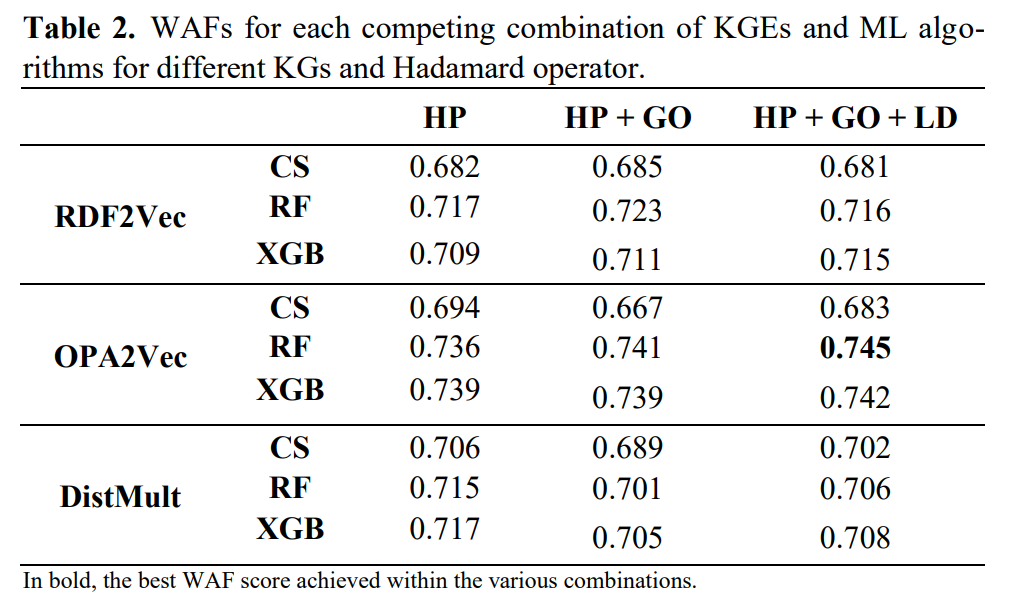 Table 2. WAFs for each competing combination of KGEs and ML algo-
rithms for different KGs and Hadamard operator.
HP HP + GO HP + GO + LD
CS 0.682 0.685 0.681
RDF2Vec RF 0.717 0.723 0.716
XGB 0.709 0.711 0.715
CS 0.694 0.667 0.683
OPA2Vec RF 0.736 0.741 0.745
XGB 0.739 0.739 0.742
CS 0.706 0.689 0.702
DistMult RF 0.715 0.701 0.706
XGB 0.717 0.705 0.708
In bold, the best WAF score achieved within the various combinations.